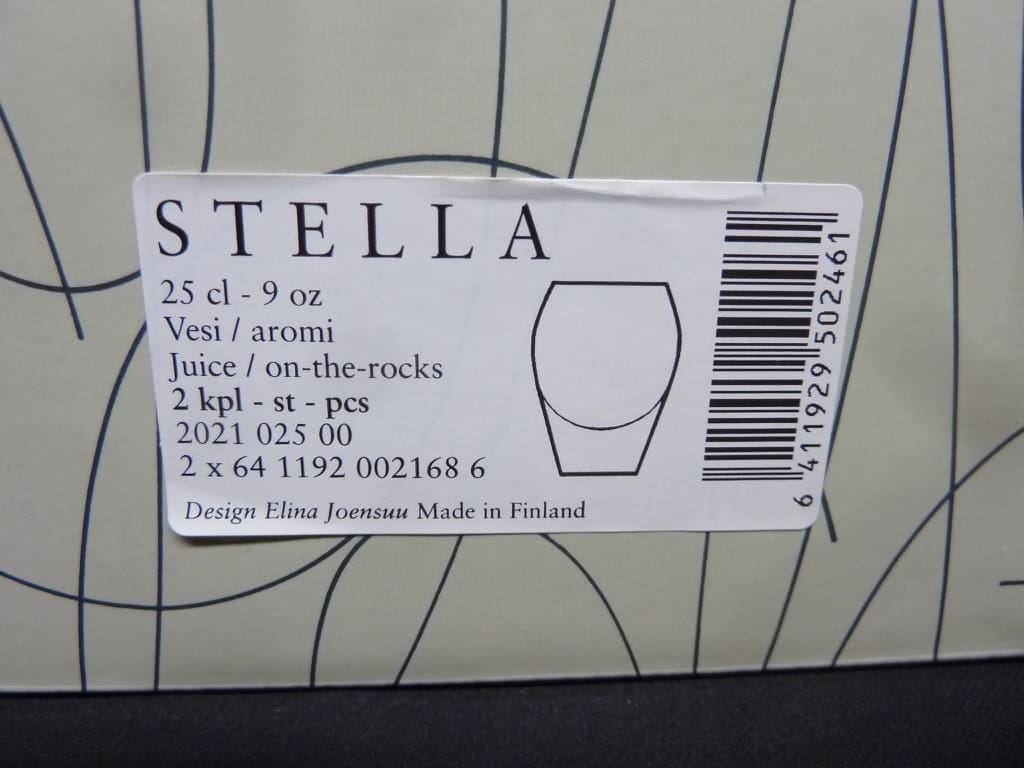 STELLA
25 cl - 9 oz
Vesi / aromi
Juice / on-the-rocks
2 kpl - st - pcs
2021 025 00
2 x 64 1192 002168 6
Design Elina Joensuu Made in Finland
6 411929 502461